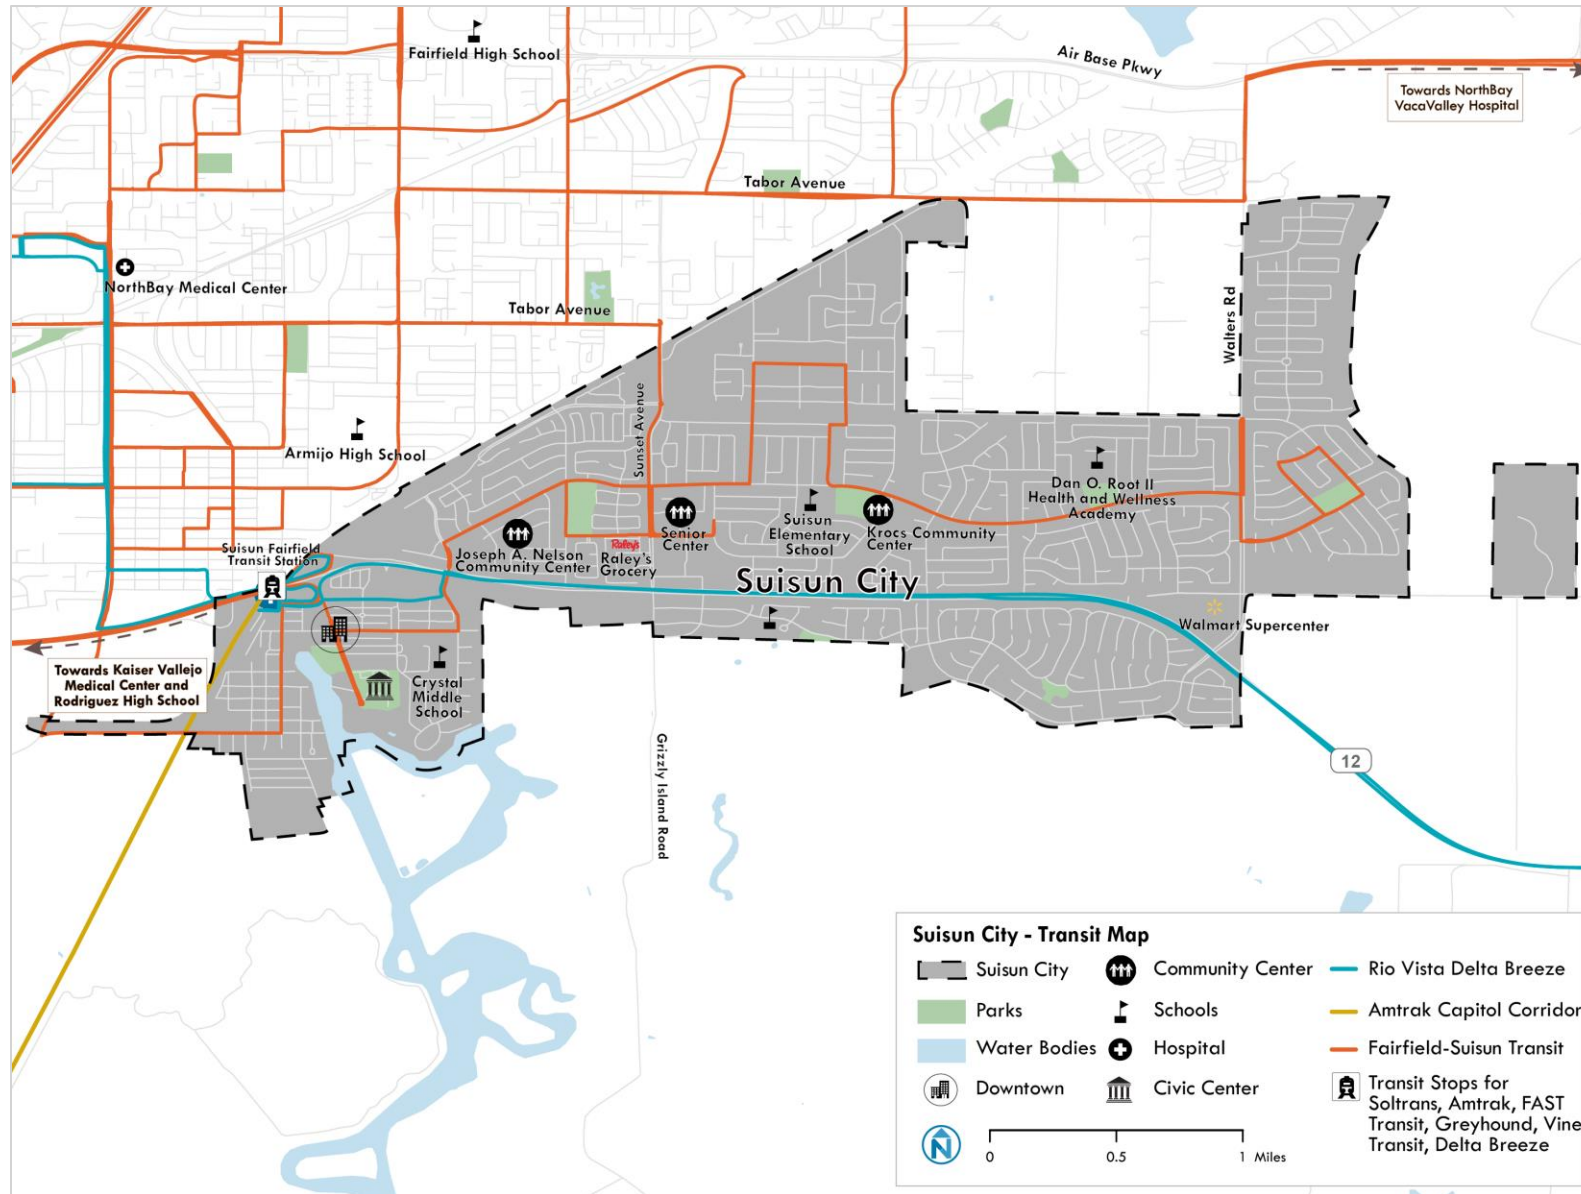 Fairfield High School
Air Base Pkwy
Towards NorthBay
VacaValley Hospital
Tabor Avenue
NorthBay Medical Center
Tabor Avenue
Walters Rd
Sunset Avenue
Armijo High School
Dan O. Root II
Health and Wellness
Academy
Suisun Fairfield
Transit Station
Joseph A. Nelson
Community Center
Raley's
Raley's
Grocery
Senior
Center
Suisun
Elementary
School
Krocs Community
Center
Suisun City
Walmart Supercenter
Towards Kaiser Vallejo
Medical Center and
Rodriguez High School
Crystal
Middle
School
Grizzly Island Road
12
Suisun City - Transit Map
Suisun City
Community Center
Rio Vista Delta Breeze
Parks
Schools
Amtrak Capitol Corridor
Water Bodies
Hospital
Fairfield-Suisun Transit
Downtown
Civic Center
Transit Stops for
Soltrans, Amtrak, FAST
Transit, Greyhound, Vine
Transit, Delta Breeze
N
0 0.5 1 Miles